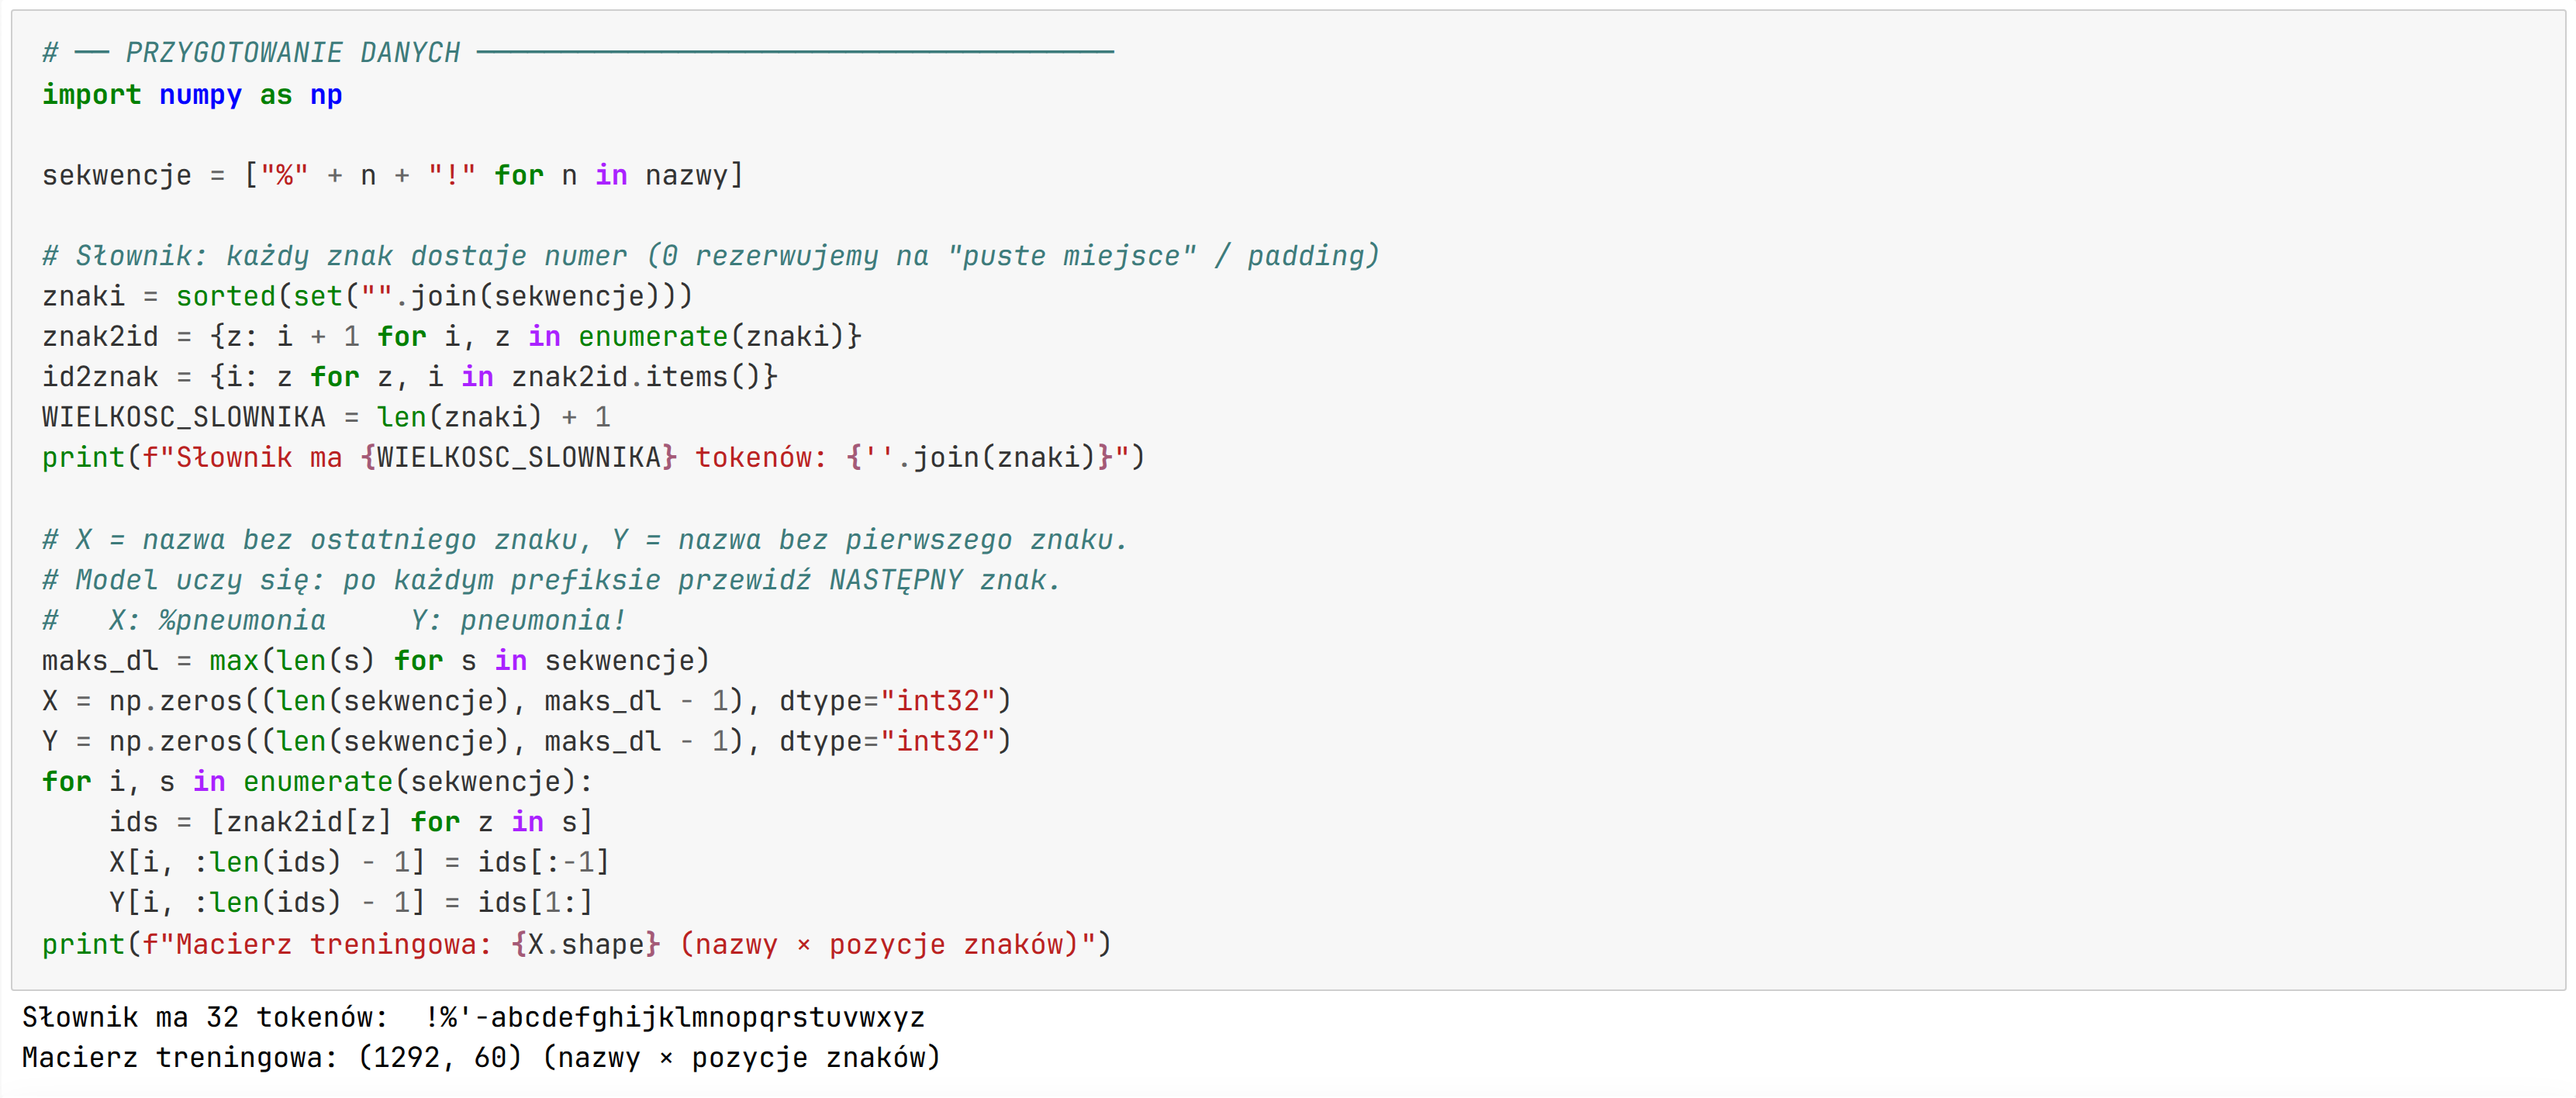 # ── PRZYGOTOWANIE DANYCH ──────────────────────────────────────
import numpy as np
sekwencje = ["%" + n + "!" for n in nazwy]
# Słownik: każdy znak dostaje numer (0 rezerwujemy na "puste miejsce" / padding)
znaki = sorted(set("".join(sekwencje)))
znak2id = {z: i + 1 for i, z in enumerate(znaki)}
id2znak = {i: z for z, i in znak2id.items()}
WIELKOSC_SLOWNIKA = len(znaki) + 1
print(f"Słownik ma {WIELKOSC_SLOWNIKA} tokenów: {''.join(znaki)}")
# X = nazwa bez ostatniego znaku, Y = nazwa bez pierwszego znaku.
# Model uczy się: po każdym prefiksie przewidź NASTĘPNY znak.
#   X: %pneumonia     Y: pneumonia!
maks_dl = max(len(s) for s in sekwencje)
X = np.zeros((len(sekwencje), maks_dl - 1), dtype="int32")
Y = np.zeros((len(sekwencje), maks_dl - 1), dtype="int32")
for i, s in enumerate(sekwencje):
    ids = [znak2id[z] for z in s]
    X[i, :len(ids) - 1] = ids[:-1]
    Y[i, :len(ids) - 1] = ids[1:]
print(f"Macierz treningowa: {X.shape} (nazwy × pozycje znaków)")
Słownik ma 32 tokenów:  !%'-abcdefghijklmnopqrstuvwxyz
Macierz treningowa: (1292, 60) (nazwy × pozycje znaków)